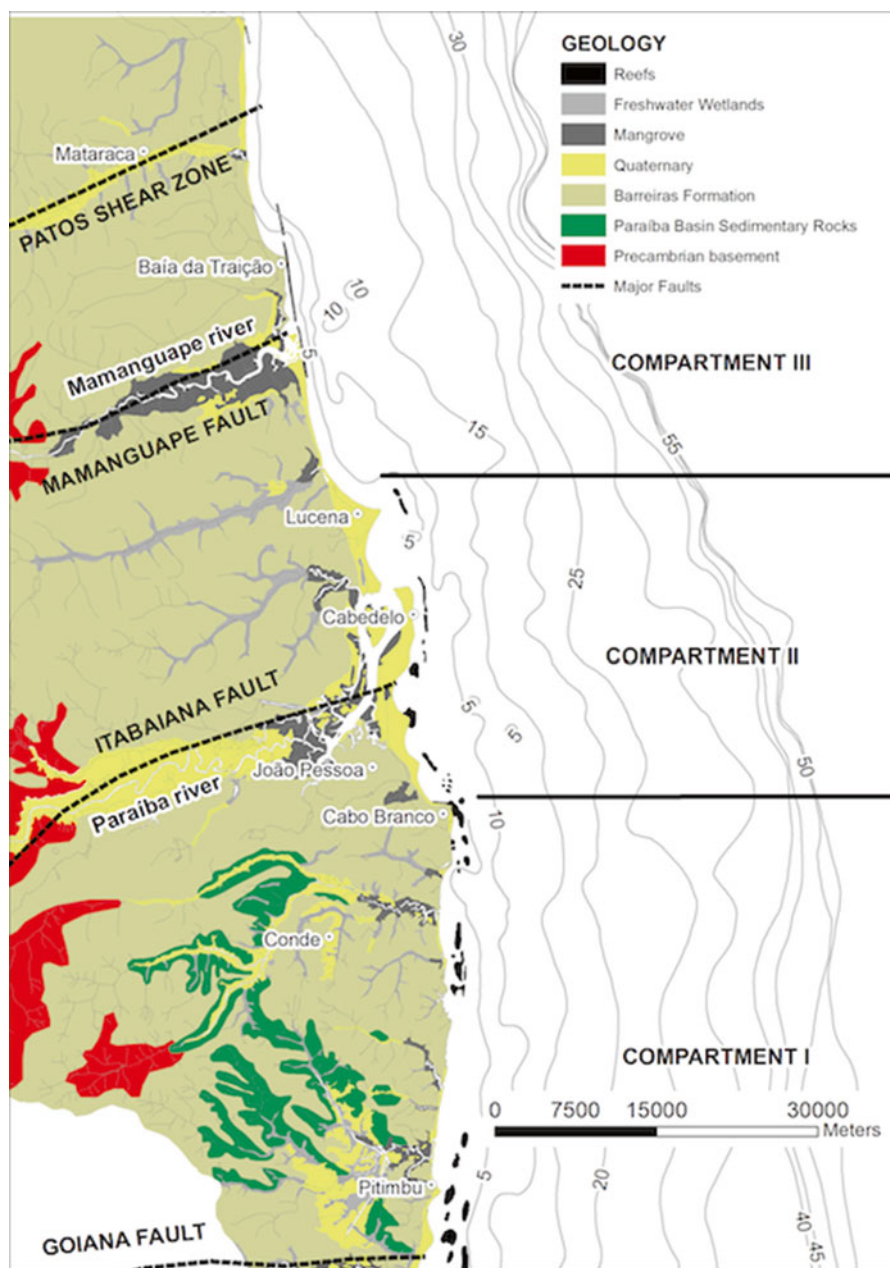 GEOLOGY
Reefs
Freshwater Wetlands
Mangrove
Quaternary
Barreiras Formation
Paraíba Basin Sedimentary Rocks
Precambrian basement
Major Faults
30
Mataraca
PATOS SHEAR ZONE
Baía da Traição
10
10
Mamanguape river
5
COMPARTMENT III
MAMANGUAPE FAULT
15
55
Lucena
5
25
Cabedelo
COMPARTMENT II
ITABAIANA FAULT
5
5
João Pessoa
50
Paraiba river
Cabo Branco
10
Conde
COMPARTMENT I
0 7500 15000 30000
Meters
Pitimbu
5
20
GOIANA FAULT
40
45